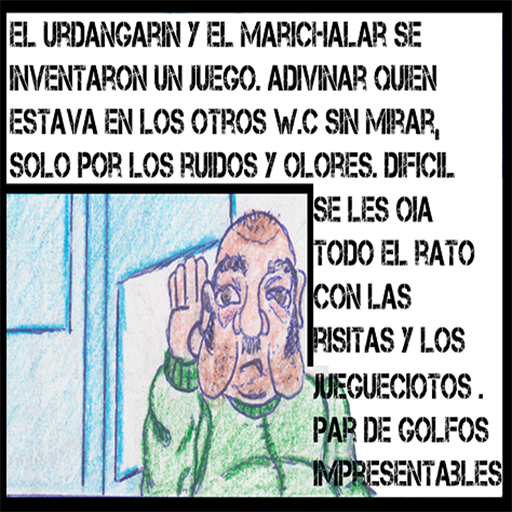 EL URDANGARIN Y EL MARICHALAR SE
INVENTARON UN JUEGO. ADIVINAR QUIEN
ESTAVA EN LOS OTROS W.C SIN MIRAR,
SOLO POR LOS RUIDOS Y OLORES. DIFICIL
SE LES OIA
TODO EL RATO
CON LAS
RISITAS Y LOS
JUEGUECIOTOS .
PAR DE GOLFOS
IMPRESENTABLES